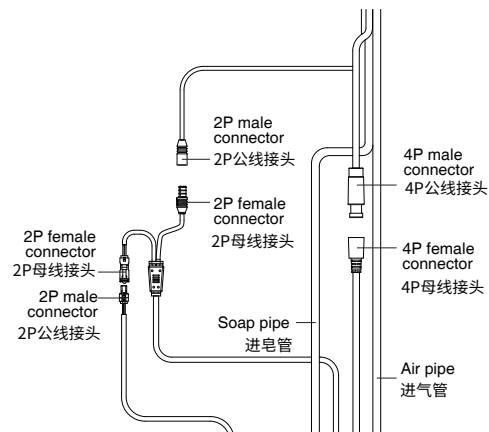 2P male
connector
2P公线接头
4P male
connector
4P公线接头
2P female
connector
2P母线接头
2P female
connector
2P母线接头
4P female
connector
4P母线接头
2P male
connector
2P公线接头
Soap pipe
进皂管
Air pipe
进气管